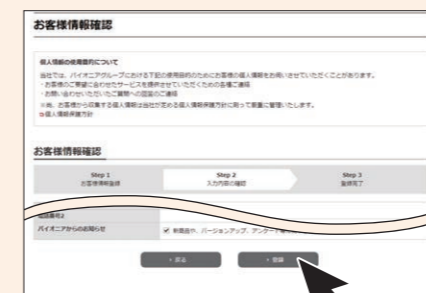 お客様情報確認
個人情報の使用目的について
当社では、パイオニアグループにおける下記の使用目的のためにお客様の個人情報をお伺いさせていただくことがあります。
・お客様のご要望に合わせたサービスを提供させていただくための各種ご連絡
・お問い合わせいただいたご質問への回答のご連絡
※尚、お客様から収集する個人情報は当社が定める個人情報保護方針に則って厳重に管理いたします。
個人情報保護方針
お客様情報確認
Step 1
お客様情報登録
Step 2
入力内容の確認
Step 3
登録完了
電話番号2
パイオニアからのお知らせ
新商品や、バージョンアップ、アンケート
戻る
登録